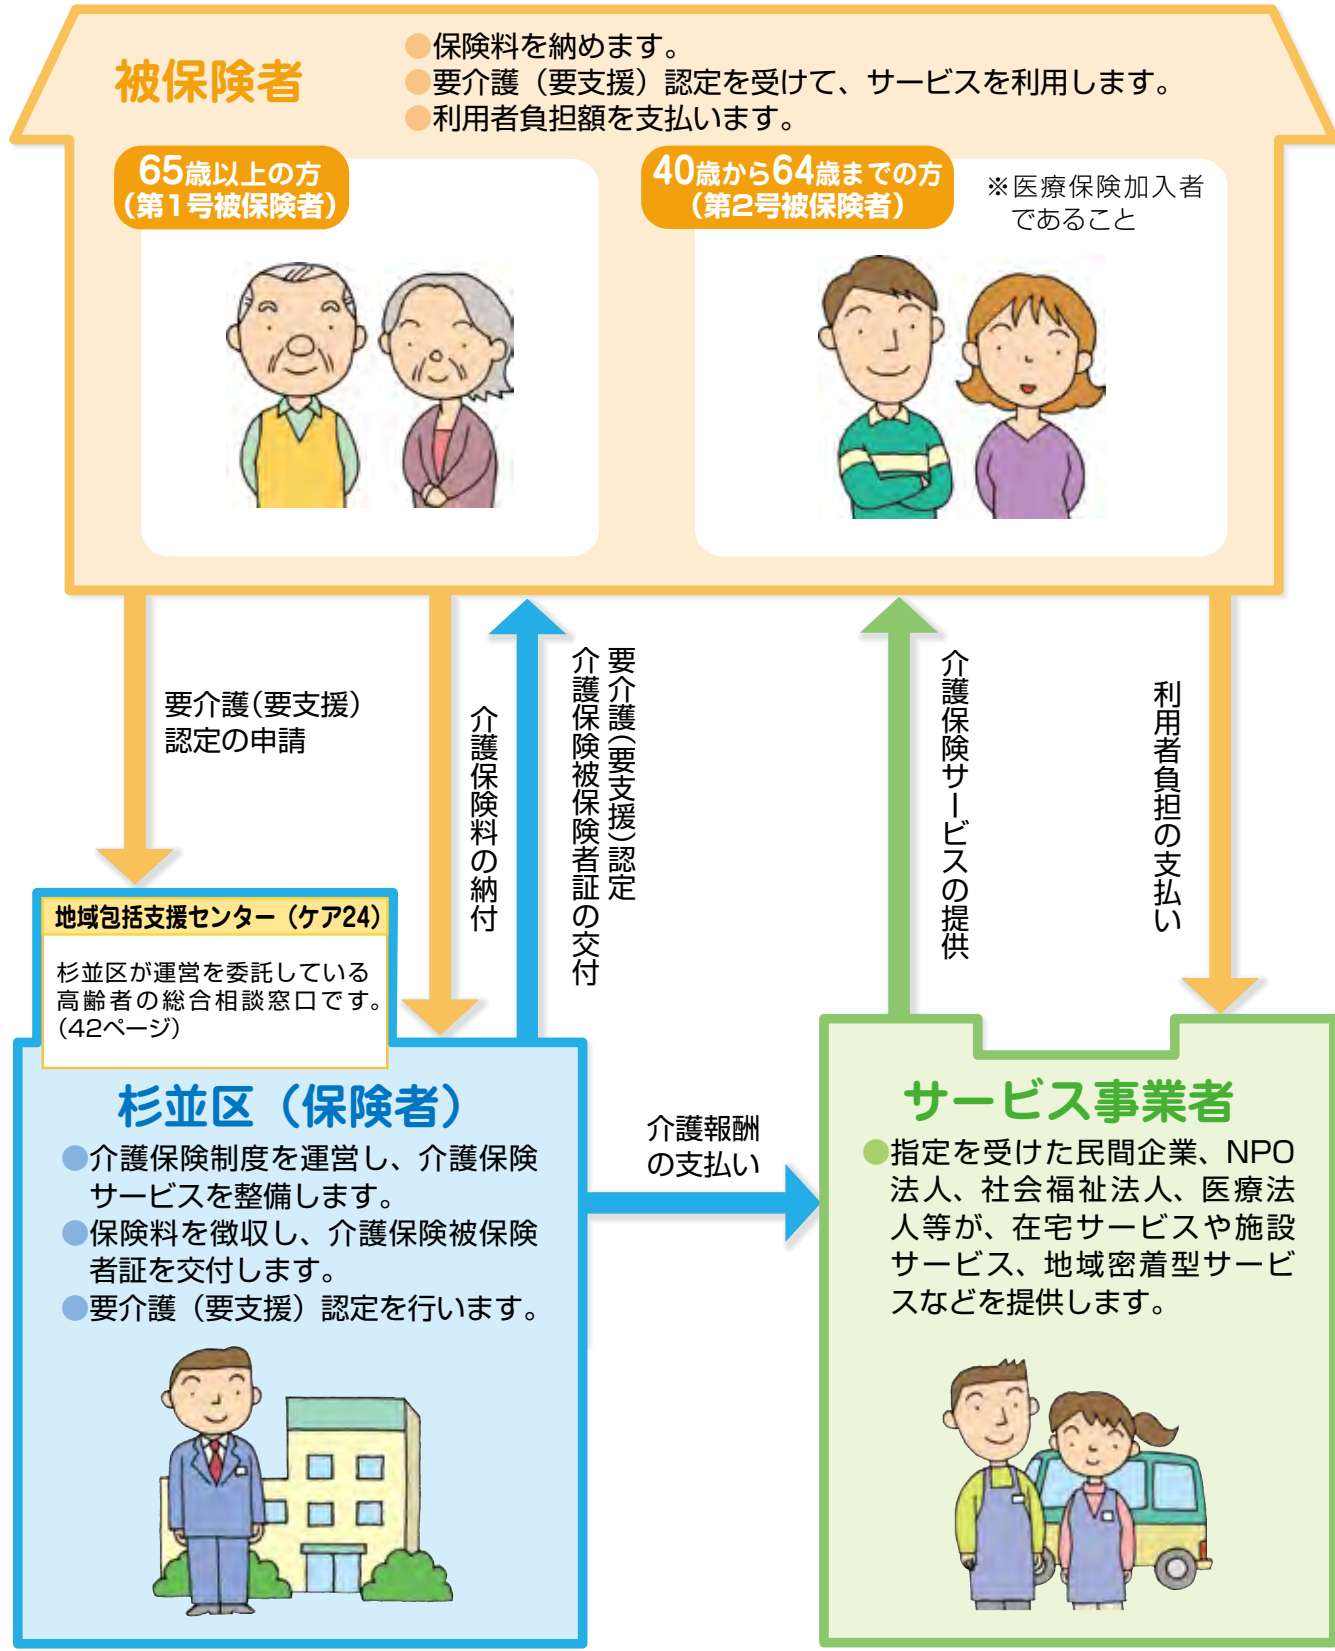 被保険者
●保険料を納めます。
●要介護（要支援）認定を受けて、サービスを利用します。
●利用者負担額を支払います。
65歳以上の方
（第1号被保険者）
40歳から64歳までの方
（第2号被保険者）
※医療保険加入者
であること
要介護（要支援）
認定の申請
介護保険料の納付
要介護（要支援）認定
介護保険被保険者証の交付
介護保険サービスの提供
利用者負担の支払い
地域包括支援センター（ケア24）
杉並区が運営を委託している
高齢者の総合相談窓口です。
（42ページ）
杉並区（保険者）
●介護保険制度を運営し、介護保険
サービスを整備します。
●保険料を徴収し、介護保険被保険
者証を交付します。
●要介護（要支援）認定を行います。
介護報酬
の支払い
サービス事業者
●指定を受けた民間企業、NPO
法人、社会福祉法人、医療法
人等が、在宅サービスや施設
サービス、地域密着型サービ
スなどを提供します。